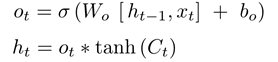 o_t = σ (W_o [h_{t−1}, x_t] + b_o)
h_t = o_t * tanh (C_t)